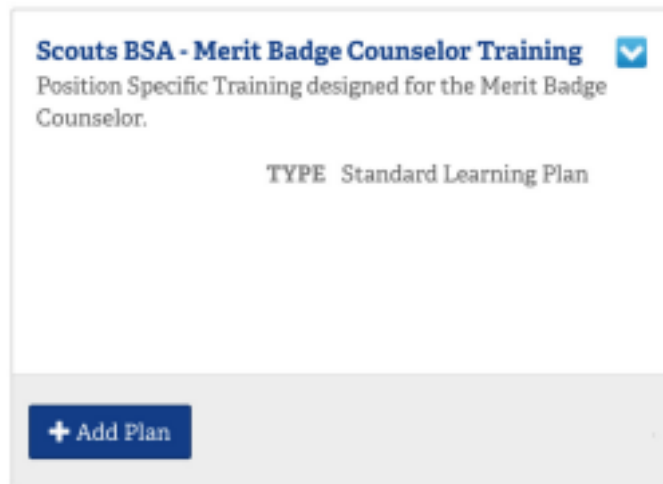 Scouts BSA - Merit Badge Counselor Training
Position Specific Training designed for the Merit Badge
Counselor.
TYPE Standard Learning Plan
+ Add Plan